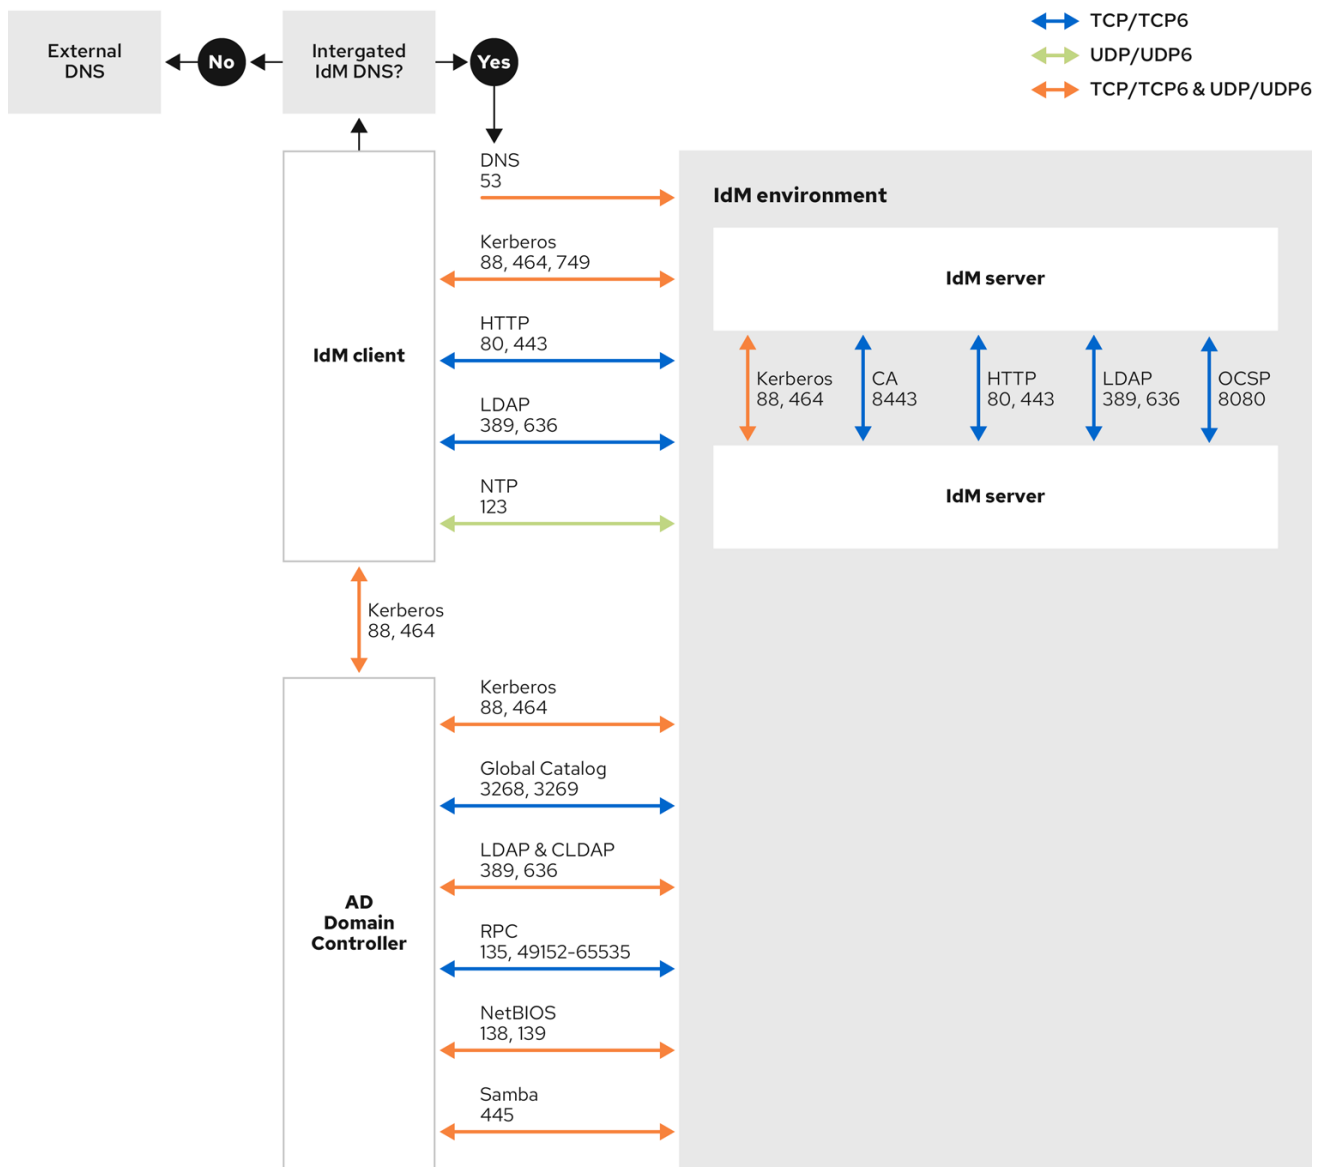 External
DNS
No
Intergated
IdM DNS?
Yes
TCP/TCP6
UDP/UDP6
TCP/TCP6 & UDP/UDP6
DNS
53
Kerberos
88, 464, 749
HTTP
80, 443
LDAP
389, 636
NTP
123
IdM client
IdM environment
IdM server
Kerberos
88, 464
CA
8443
HTTP
80, 443
LDAP
389, 636
OCSP
8080
IdM server
Kerberos
88, 464
AD
Domain
Controller
Kerberos
88, 464
Global Catalog
3268, 3269
LDAP & CLDAP
389, 636
RPC
135, 49152-65535
NetBIOS
138, 139
Samba
445